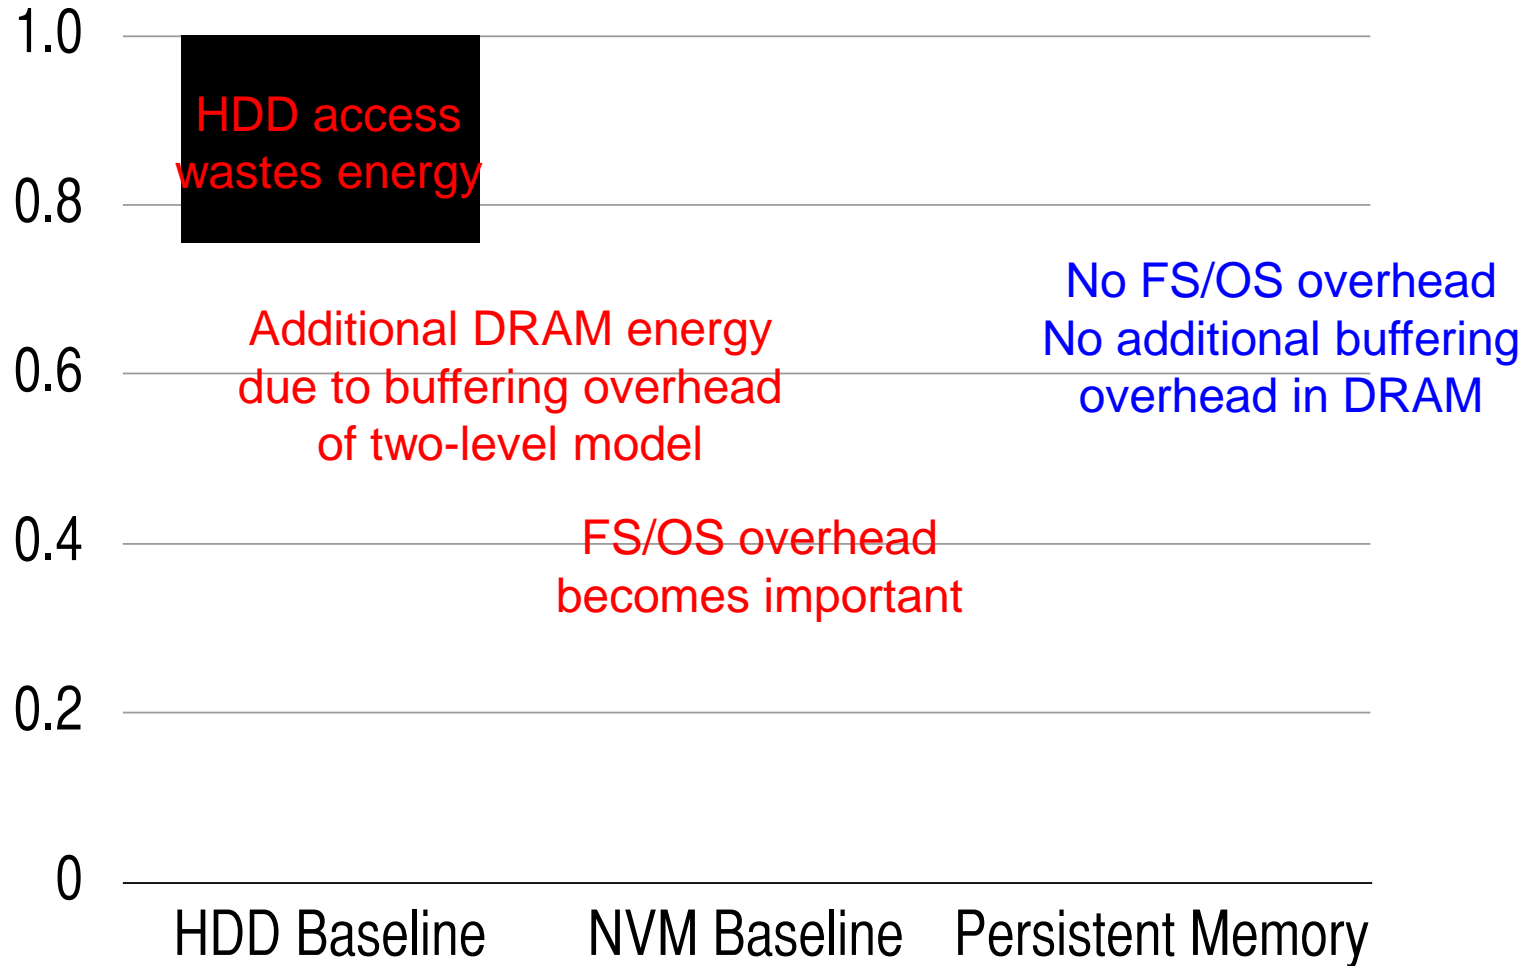 1.0
HDD access
wastes energy
0.8
No FS/OS overhead
No additional buffering
overhead in DRAM
Additional DRAM energy
due to buffering overhead
of two-level model
0.6
FS/OS overhead
becomes important
0.4
0.2
0
HDD Baseline
NVM Baseline
Persistent Memory